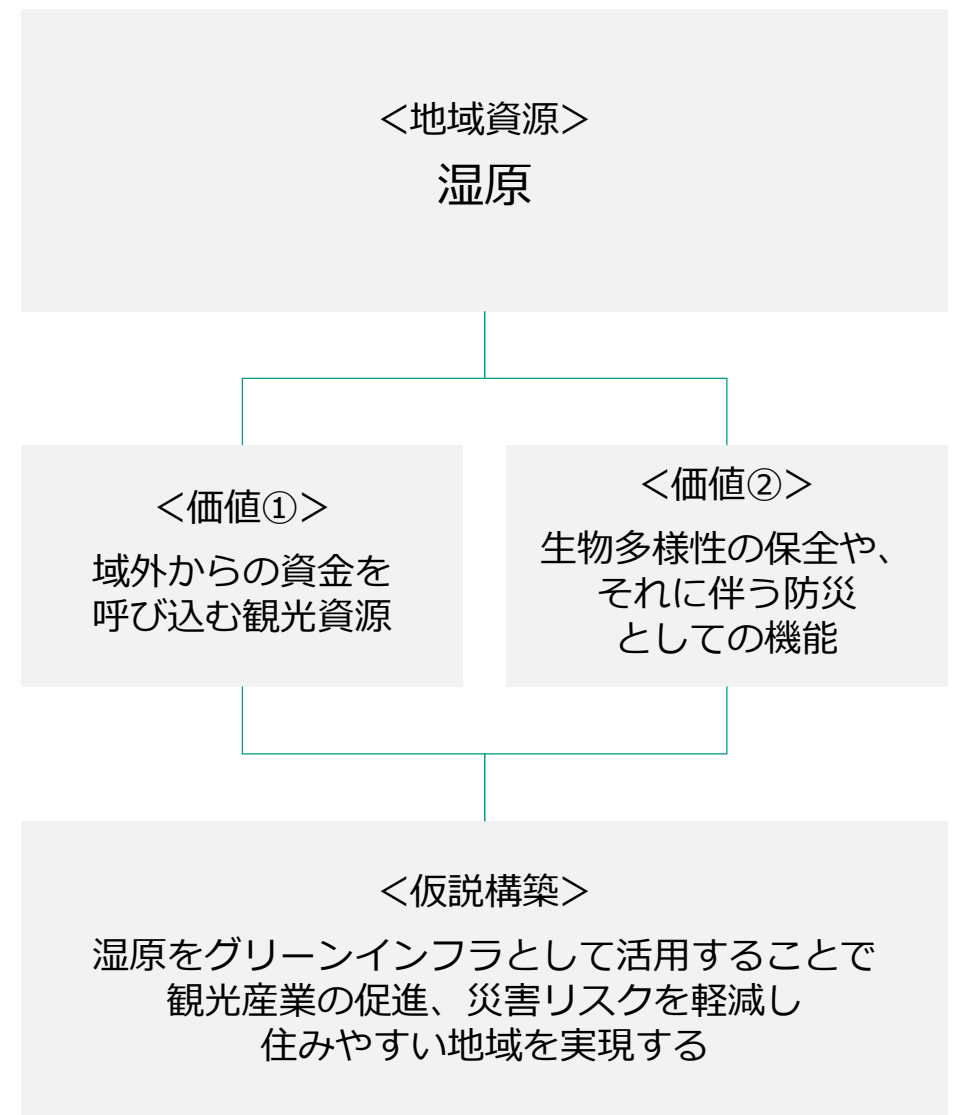 ＜地域資源＞
湿原
＜価値①＞
域外からの資金を
呼び込む観光資源
＜価値②＞
生物多様性の保全や、
それに伴う防災
としての機能
＜仮説構築＞
湿原をグリーンインフラとして活用することで
観光産業の促進、災害リスクを軽減し
住みやすい地域を実現する